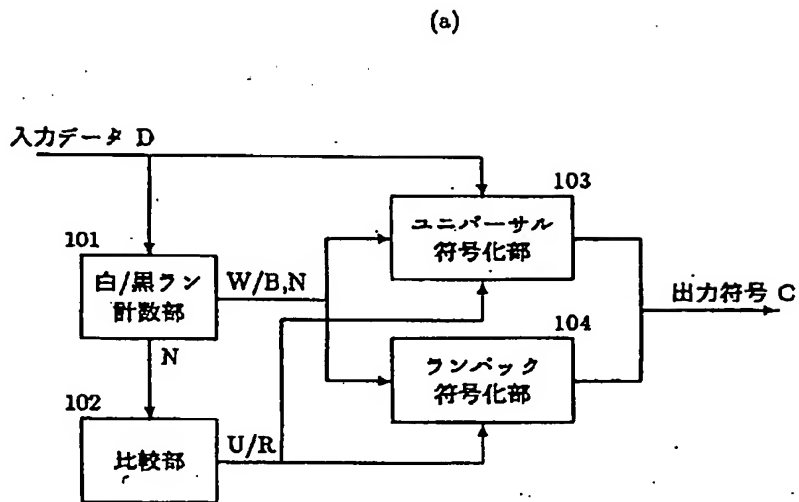 (a)
入力データ D
103
ユニバーサル
符号化部
101
白/黒ラン
計数部
W/B,N
出力符号 C
104
ランパック
符号化部
N
102
比較部
U/R